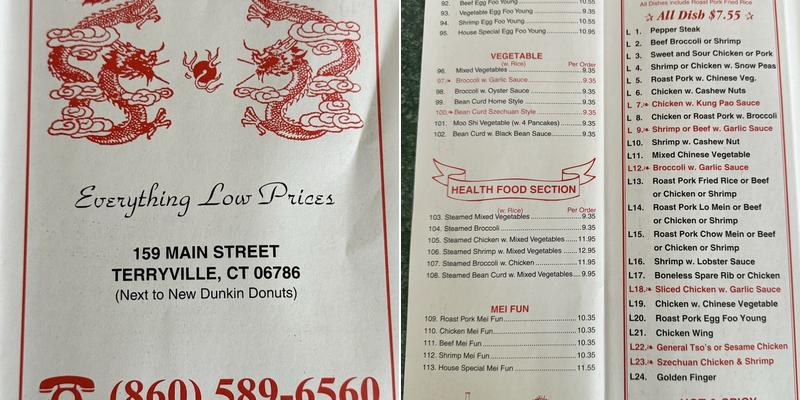 Everything Low Prices
159 MAIN STREET
TERRYVILLE, CT 06786
(Next to New Dunkin Donuts)
(860) 589-6560
92. Beef Egg Foo Young 10.55
93. Vegetable Egg Foo Young 9.35
94. Shrimp Egg Foo Young 10.55
95. House Special Egg Foo Young 10.95
VEGETABLE
(w. Rice) Per Order
96. Mixed Vegetables 9.35
97. Broccoli w. Garlic Sauce 9.35
98. Broccoli w. Oyster Sauce 9.35
99. Bean Curd Home Style 9.35
100. Bean Curd Szechuan Style 9.35
101. Moo Shi Vegetable (w. 4 Pancakes) 9.35
102. Bean Curd w. Black Bean Sauce 9.35
HEALTH FOOD SECTION
(w. Rice) Per Order
103. Steamed Mixed Vegetables 9.35
104. Steamed Broccoli 9.35
105. Steamed Chicken w. Mixed Vegetables 11.95
106. Steamed Shrimp w. Mixed Vegetables 12.95
107. Steamed Broccoli w. Chicken 11.95
108. Steamed Bean Curd w. Mixed Vegetables 9.95
MEI FUN
109. Roast Pork Mei Fun 10.35
110. Chicken Mei Fun 10.35
111. Beef Mei Fun 10.35
112. Shrimp Mei Fun 10.35
113. House Special Mei Fun 11.55
All Dishes include Roast Pork Fried Rice
All Dish $7.55
L 1. Pepper Steak
L 2. Beef Broccoli or Shrimp
L 3. Sweet and Sour Chicken or Pork
L 4. Shrimp or Chicken w. Snow Peas
L 5. Roast Pork w. Chinese Veg.
L 6. Chicken w. Cashew Nuts
L 7. Chicken w. Kung Pao Sauce
L 8. Chicken or Roast Pork w. Broccoli
L 9. Shrimp or Beef w. Garlic Sauce
L10. Shrimp w. Cashew Nut
L11. Mixed Chinese Vegetable
L12. Broccoli w. Garlic Sauce
L13. Roast Pork Fried Rice or Beef
or Chicken or Shrimp
L14. Roast Pork Lo Mein or Beef
or Chicken or Shrimp
L15. Roast Pork Chow Mein or Beef
or Chicken or Shrimp
L16. Shrimp w. Lobster Sauce
L17. Boneless Spare Rib or Chicken
L18. Sliced Chicken w. Garlic Sauce
L19. Chicken w. Chinese Vegetable
L20. Roast Pork Egg Foo Young
L21. Chicken Wing
L22. General Tso's or Sesame Chicken
L23. Szechuan Chicken & Shrimp
L24. Golden Finger